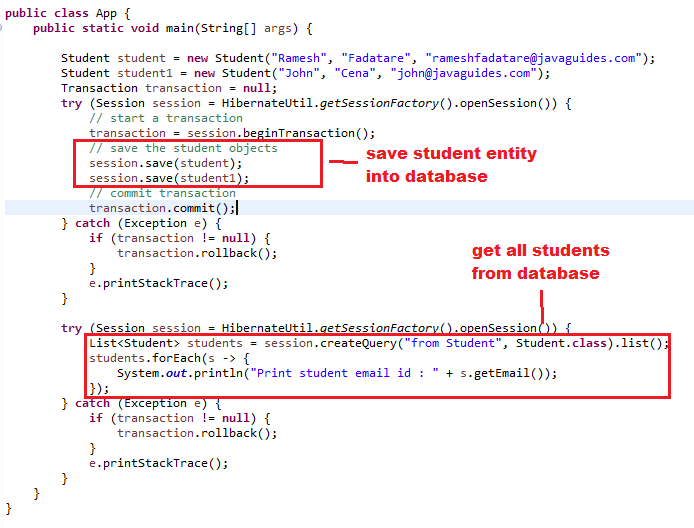 public class App {
public static void main(String[] args) {
Student student = new Student("Ramesh", "Fadatare", "rameshfadatare@javaguides.com");
Student student1 = new Student("John", "Cena", "john@javaguides.com");
Transaction transaction = null;
try (Session session = HibernateUtil.getSessionFactory().openSession()) {
// start a transaction
transaction = session.beginTransaction();
// save the student objects
session.save(student);
session.save(student1);
// commit transaction
transaction.commit();
save student entity
into database
} catch (Exception e) {
if (transaction != null) {
transaction.rollback();
}
e.printStackTrace();
}
get all students
from database
try (Session session = HibernateUtil.getSessionFactory().openSession()) {
List<Student> students = session.createQuery("from Student", Student.class).list();
students.forEach(s -> {
System.out.println("Print student email id : " + s.getEmail());
});
} catch (Exception e) {
if (transaction != null) {
transaction.rollback();
}
e.printStackTrace();
}
}
}